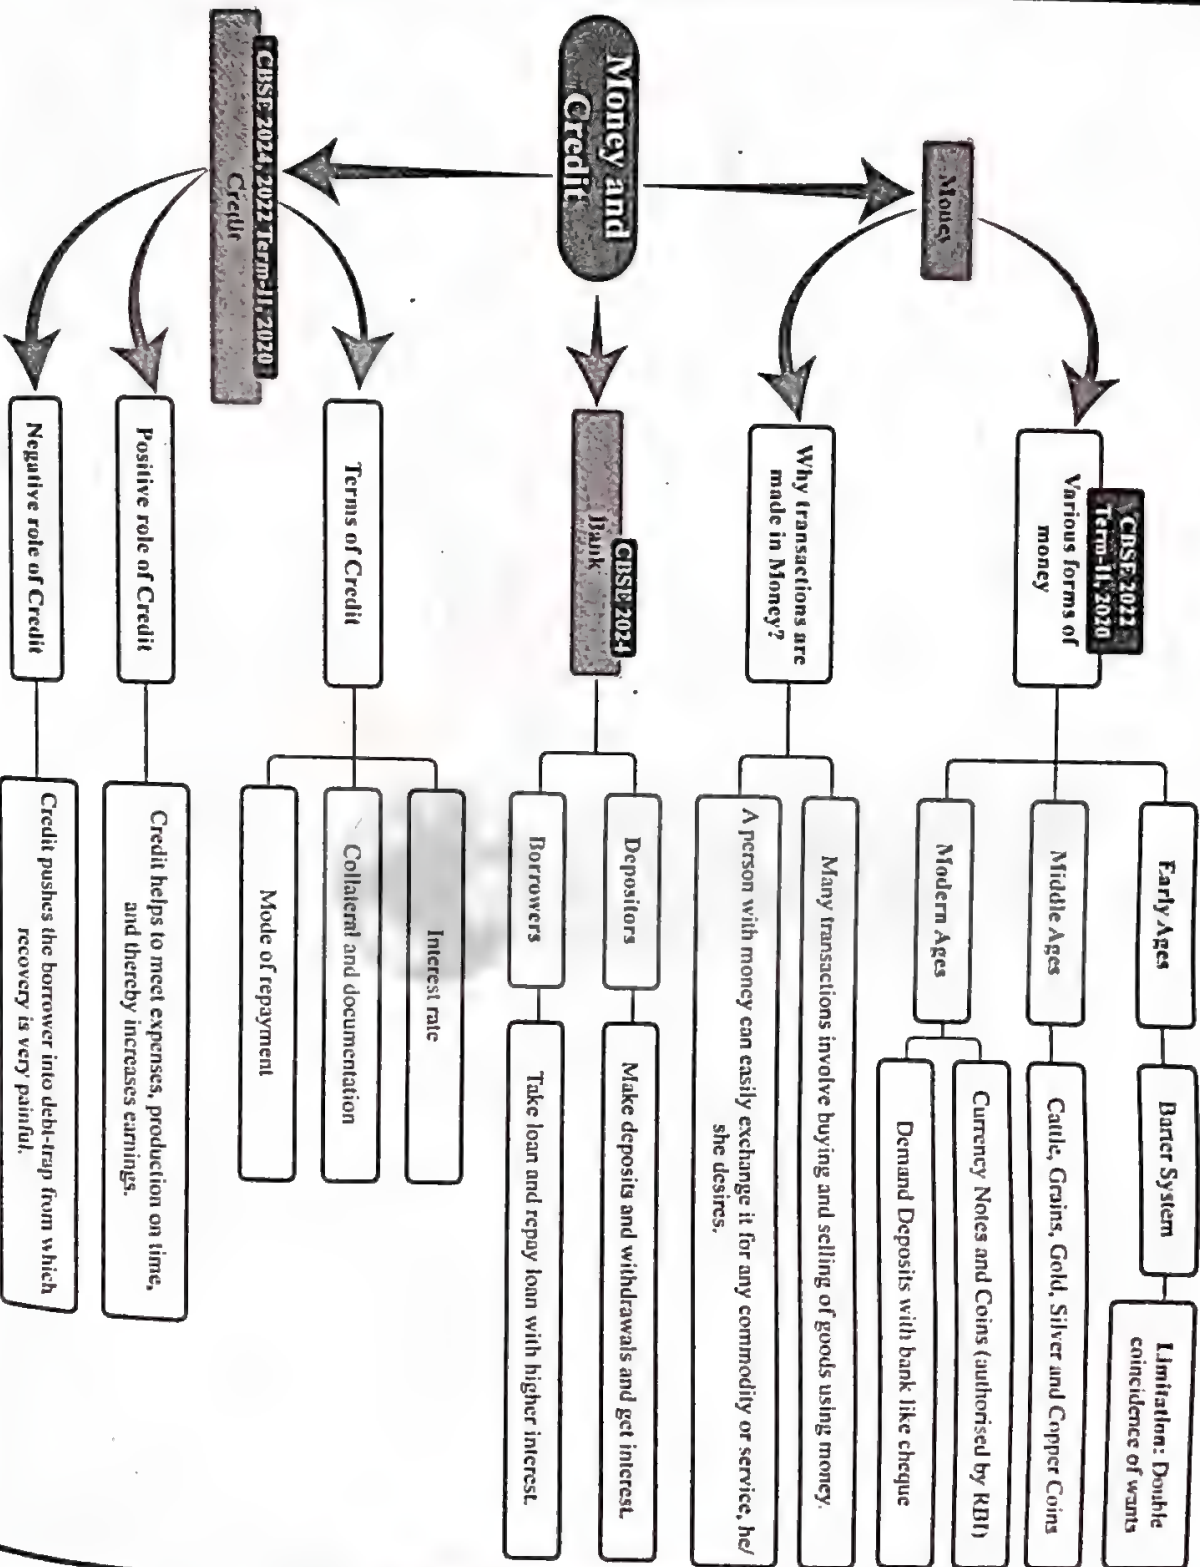 Money and
Credit
Money
CBSE 2022
Term-II, 2020
Various forms of
money
Early Ages
Barter System
Limitation: Double
coincidence of wants
Middle Ages
Cattle, Grains, Gold, Silver and Copper Coins
Modern Ages
Currency Notes and Coins (authorised by RBI)
Demand Deposits with bank like cheque
Why transactions are
made in Money?
Many transactions involve buying and selling of goods using money.
A person with money can easily exchange it for any commodity or service, he/
she desires.
CBSE 2024
Bank
Depositors
Make deposits and withdrawals and get interest.
Borrowers
Take loan and repay loan with higher interest.
CBSE 2024, 2022 Term-II, 2020
Credit
Terms of Credit
Interest rate
Collateral and documentation
Mode of repayment
Positive role of Credit
Credit helps to meet expenses, production on time,
and thereby increases earnings.
Negative role of Credit
Credit pushes the borrower into debt-trap from which
recovery is very painful.